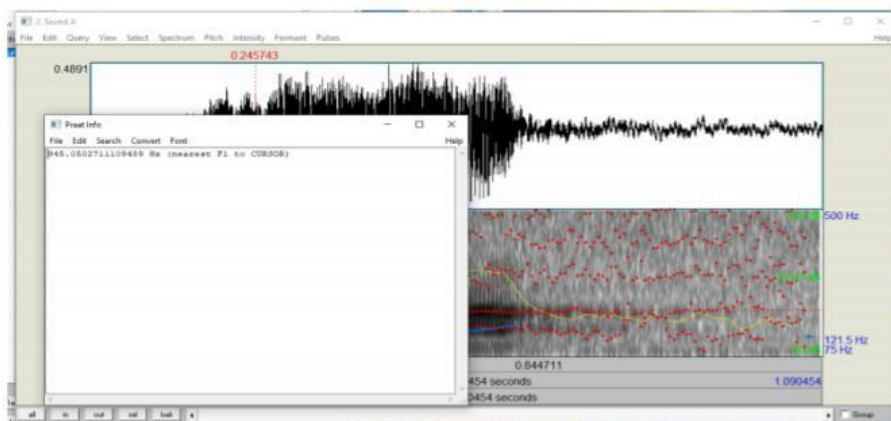 2. Sound A
File Edit Query View Select Spectrum Pitch Intensity Formant Pulses
Help
0.245743
0.4891
Praat Info
File Edit Search Convert Font
Help
945.0502711109489 Hz (nearest F1 to CURSOR)
500 Hz
121.5 Hz
75 Hz
0.844711
454 seconds
1.090454
0454 seconds
all in out sel bak
Group